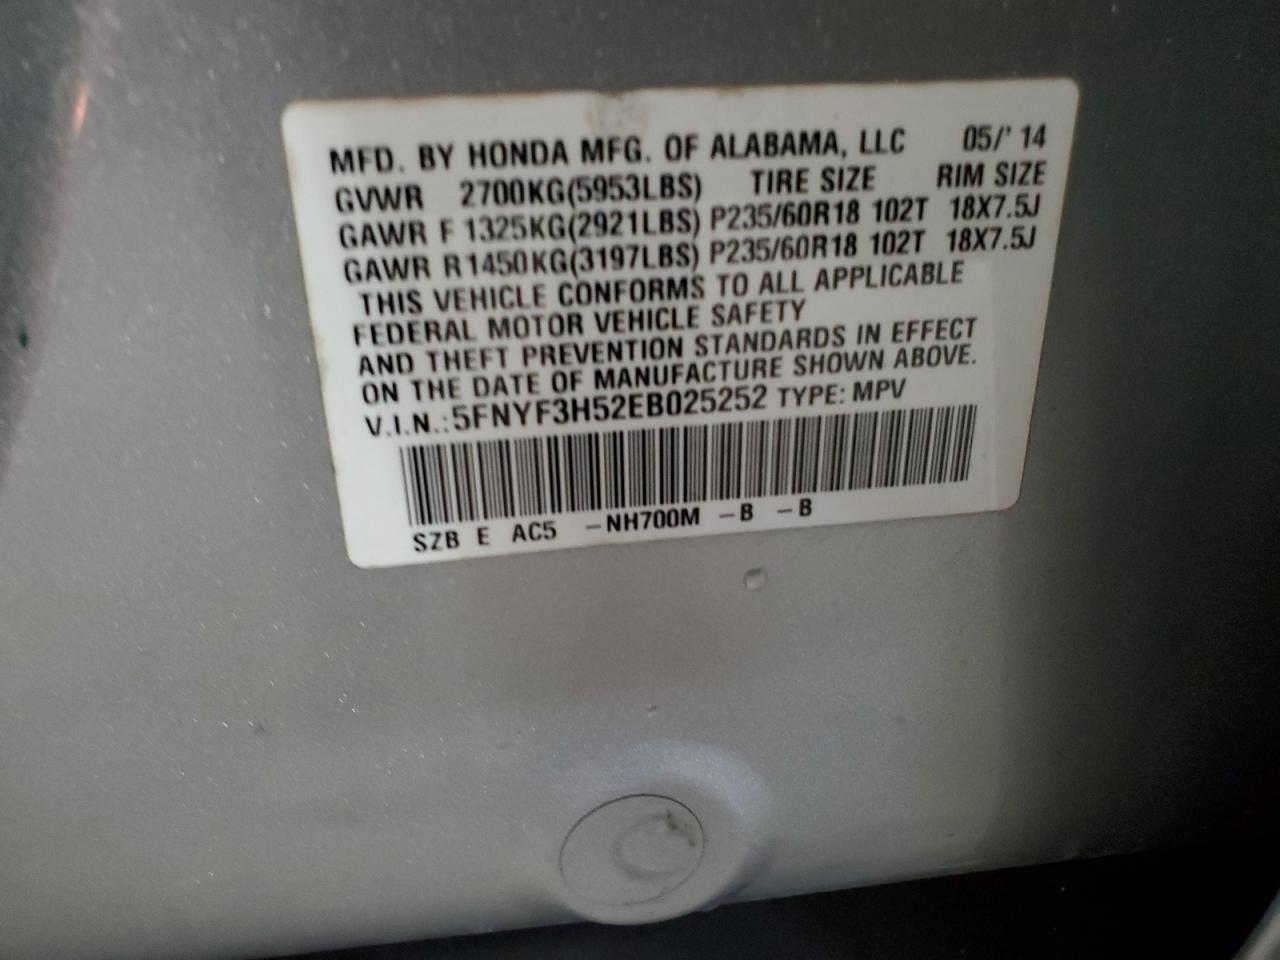 MFD. BY HONDA MFG. OF ALABAMA, LLC 05/' 14
GVWR 2700KG(5953LBS) TIRE SIZE RIM SIZE
GAWR F 1325KG(2921LBS) P235/60R18 102T 18X7.5J
GAWR R1450KG(3197LBS) P235/60R18 102T 18X7.5J
THIS VEHICLE CONFORMS TO ALL APPLICABLE
FEDERAL MOTOR VEHICLE SAFETY
AND THEFT PREVENTION STANDARDS IN EFFECT
ON THE DATE OF MANUFACTURE SHOWN ABOVE.
V.I.N.:5FNYF3H52EB025252 TYPE: MPV
SZB E AC5 -NH700M -B -B